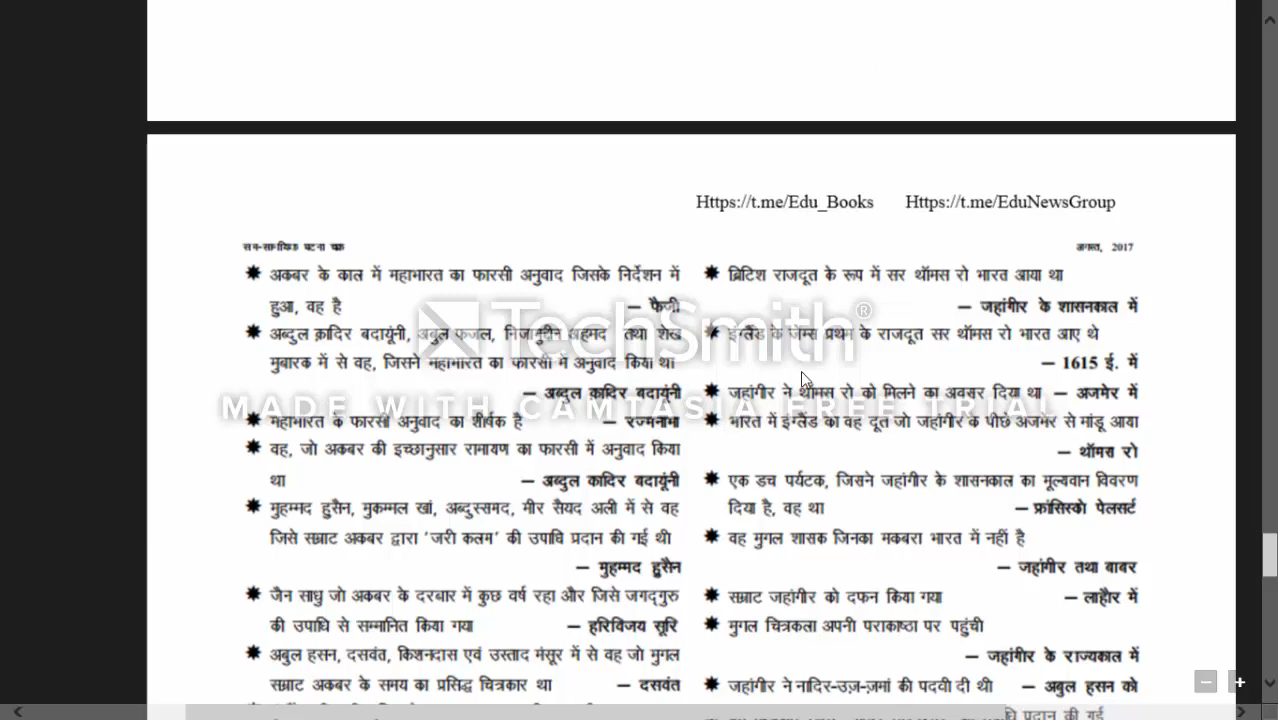 Https://t.me/Edu_Books Https://t.me/EduNewsGroup
सम-सामयिक घटना चक्र
अगस्त, 2017
✷ अकबर के काल में महाभारत का फारसी अनुवाद जिसके निर्देशन में
हुआ, वह है – फैजी
✷ अब्दुल क़ादिर बदायूंनी, अबुल फजल, निजामुद्दीन अहमद तथा शेख
मुबारक में से वह, जिसने महाभारत का फारसी में अनुवाद किया था
– अब्दुल क़ादिर बदायूंनी
✷ महाभारत के फारसी अनुवाद का शीर्षक है – रज्मनामा
✷ वह, जो अकबर की इच्छानुसार रामायण का फारसी में अनुवाद किया
था – अब्दुल कादिर बदायूंनी
✷ मुहम्मद हुसैन, मुकम्मल खां, अब्दुस्समद, मीर सैयद अली में से वह
जिसे सम्राट अकबर द्वारा ‘जरी कलम’ की उपाधि प्रदान की गई थी
– मुहम्मद हुसैन
✷ जैन साधु जो अकबर के दरबार में कुछ वर्ष रहा और जिसे जगद्गुरु
की उपाधि से सम्मानित किया गया – हरिविजय सूरि
✷ अबुल हसन, दसवंत, किशनदास एवं उस्ताद मंसूर में से वह जो मुगल
सम्राट अकबर के समय का प्रसिद्ध चित्रकार था – दसवंत
✷ ब्रिटिश राजदूत के रूप में सर थॉमस रो भारत आया था
– जहांगीर के शासनकाल में
✷ इंग्लैंड के जेम्स प्रथम के राजदूत सर थॉमस रो भारत आए थे
– 1615 ई. में
✷ जहांगीर ने थॉमस रो को मिलने का अवसर दिया था – अजमेर में
✷ भारत में इंग्लैंड का वह दूत जो जहांगीर के पीछे अजमेर से मांडू आया
– थॉमस रो
✷ एक डच पर्यटक, जिसने जहांगीर के शासनकाल का मूल्यवान विवरण
दिया है, वह था – फ्रांसिस्को पेलसर्ट
✷ वह मुगल शासक जिनका मकबरा भारत में नहीं है
– जहांगीर तथा बाबर
✷ सम्राट जहांगीर को दफन किया गया – लाहौर में
✷ मुगल चित्रकला अपनी पराकाष्ठा पर पहुंची
– जहांगीर के राज्यकाल में
✷ जहांगीर ने नादिर-उज़-ज़मां की पदवी दी थी – अबुल हसन को
TechSmith®
MADE WITH CAMTASIA FREE TRIAL